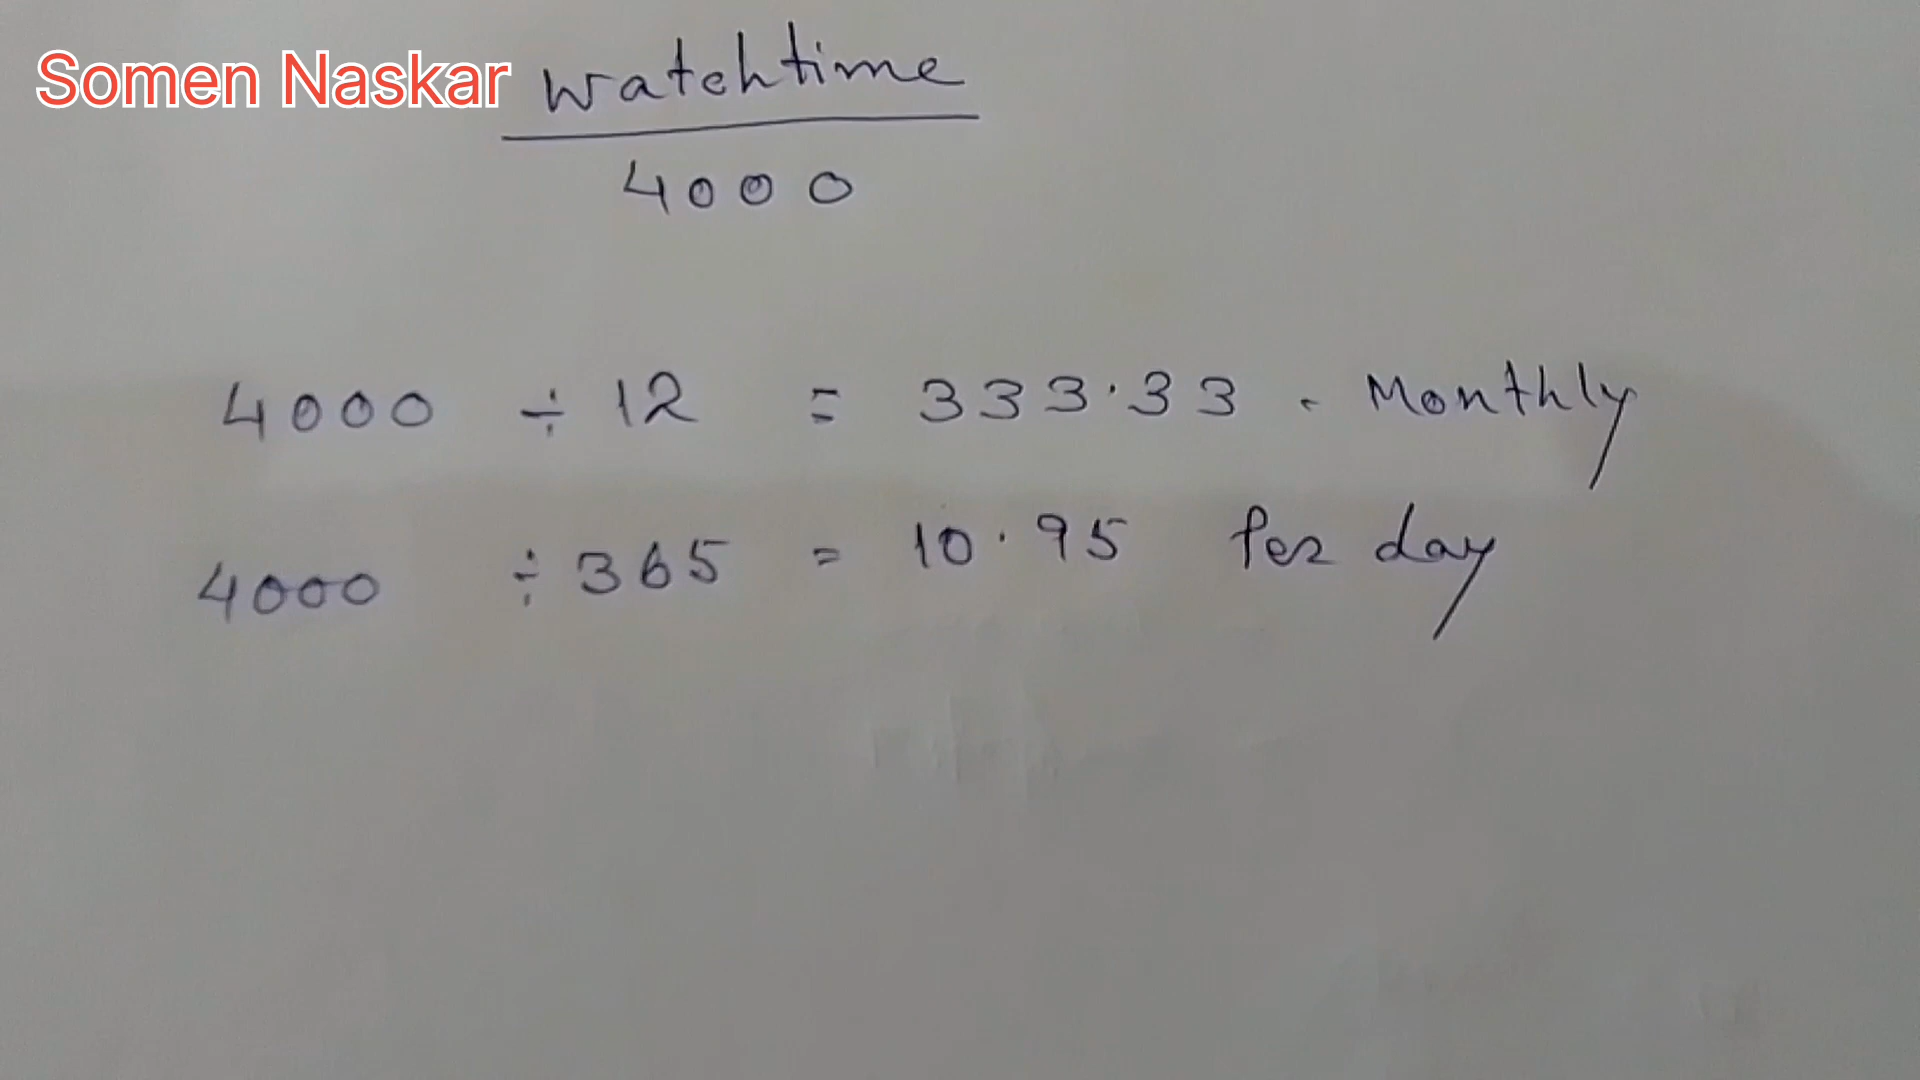 Somen Naskar
watchtime
4000
4000 ÷ 12 = 333.33 - Monthly
4000 ÷ 365 = 10.95 Per day